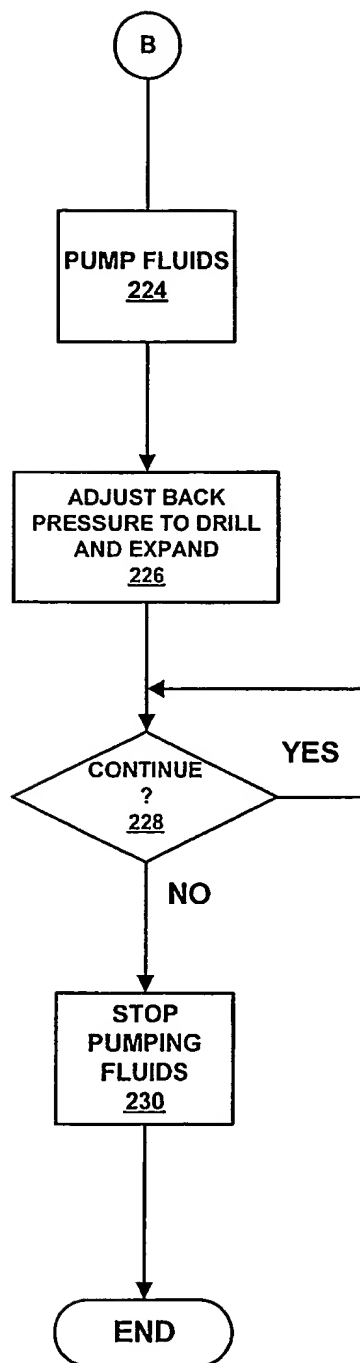 B
PUMP FLUIDS
224
ADJUST BACK
PRESSURE TO DRILL
AND EXPAND
226
CONTINUE
?
228
YES
NO
STOP
PUMPING
FLUIDS
230
END